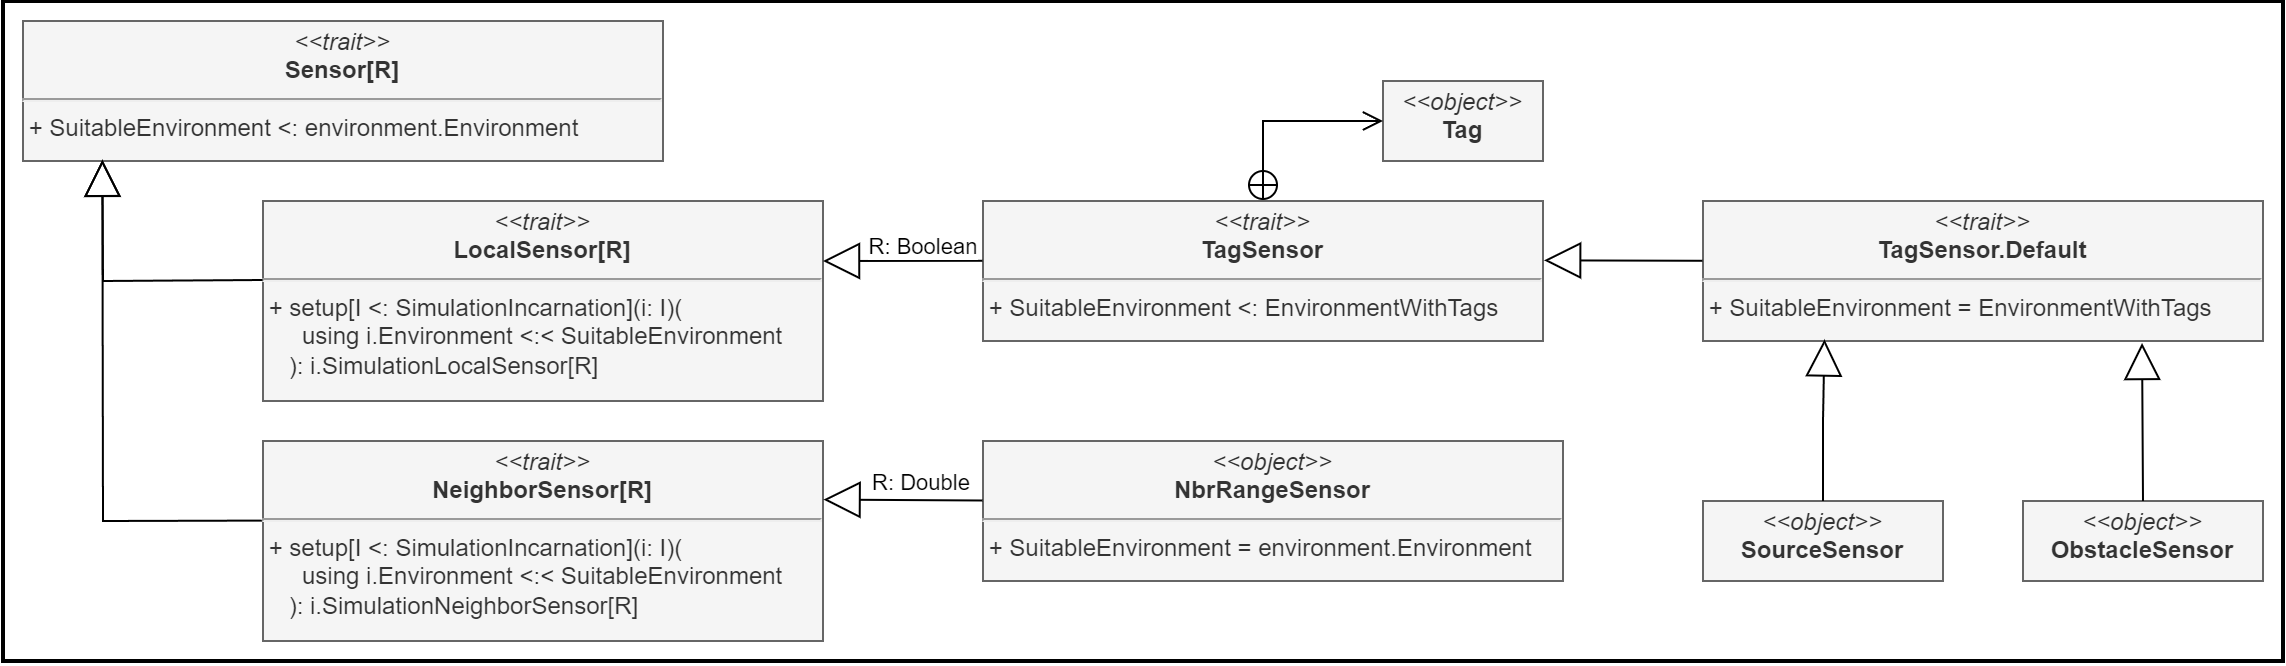 <<trait>>
Sensor[R]
+ SuitableEnvironment <: environment.Environment
<<object>>
Tag
<<trait>>
LocalSensor[R]
+ setup[I <: SimulationIncarnation](i: I)(
using i.Environment <:< SuitableEnvironment
): i.SimulationLocalSensor[R]
R: Boolean
<<trait>>
TagSensor
+ SuitableEnvironment <: EnvironmentWithTags
<<trait>>
TagSensor.Default
+ SuitableEnvironment = EnvironmentWithTags
<<trait>>
NeighborSensor[R]
+ setup[I <: SimulationIncarnation](i: I)(
using i.Environment <:< SuitableEnvironment
): i.SimulationNeighborSensor[R]
R: Double
<<object>>
NbrRangeSensor
+ SuitableEnvironment = environment.Environment
<<object>>
SourceSensor
<<object>>
ObstacleSensor